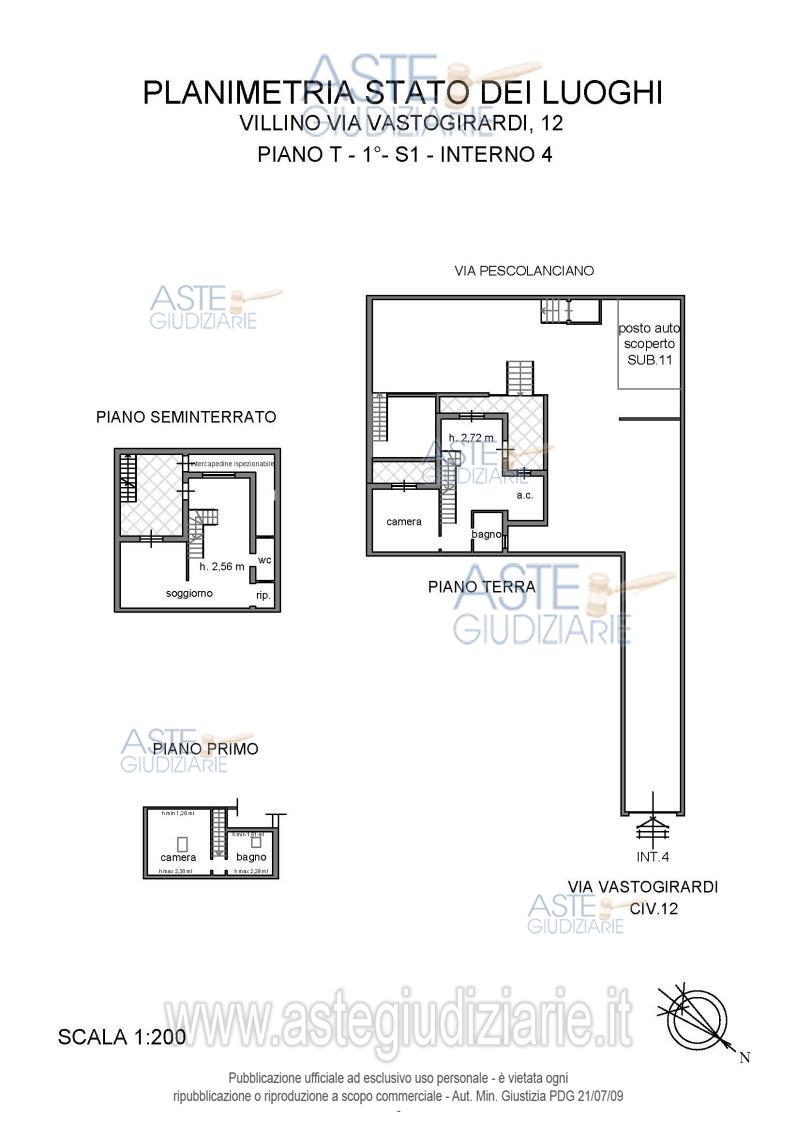 ASTE
GIUDIZIARIE
PLANIMETRIA STATO DEI LUOGHI
VILLINO VIA VASTOGIRARDI, 12
PIANO T - 1°- S1 - INTERNO 4
VIA PESCOLANCIANO
ASTE
GIUDIZIARIE
posto auto
scoperto
SUB.11
PIANO SEMINTERRATO
h. 2,72 m
ASTE
GIUDIZIARIE
intercapedine ispezionabile
a.c.
camera
bagno
wc
h. 2,56 m
soggiorno
rip.
PIANO TERRA
ASTE
GIUDIZIARIE
ASTE
GIUDIZIARIE
PIANO PRIMO
h min 1,26 ml
h min 1,61 ml
camera
bagno
h max 2,36 ml
h max 2,29 ml
INT.4
VIA VASTOGIRARDI
CIV.12
ASTE
GIUDIZIARIE
www.astegiudiziarie.it
SCALA 1:200
N
Pubblicazione ufficiale ad esclusivo uso personale - è vietata ogni
ripubblicazione o riproduzione a scopo commerciale - Aut. Min. Giustizia PDG 21/07/09
-